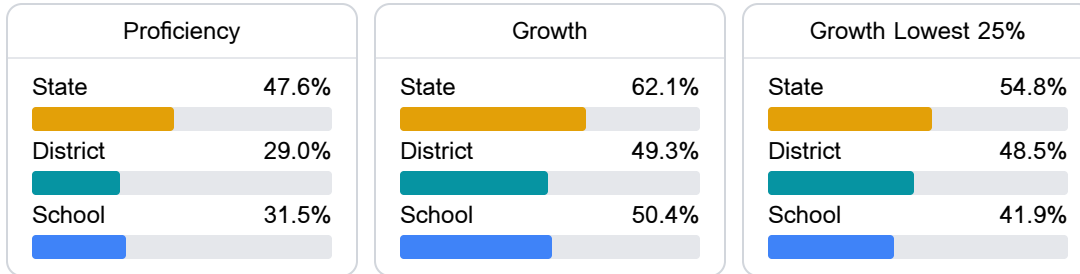 Proficiency
State 47.6%
District 29.0%
School 31.5%
Growth
State 62.1%
District 49.3%
School 50.4%
Growth Lowest 25%
State 54.8%
District 48.5%
School 41.9%